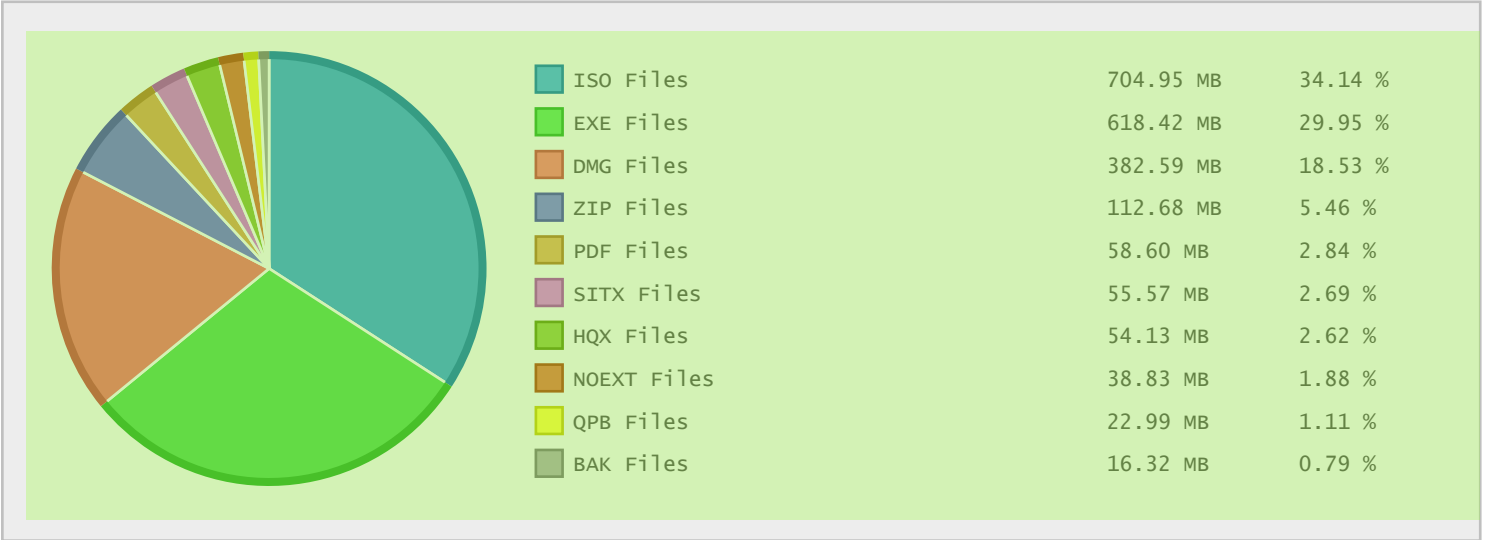 ISO Files 704.95 MB 34.14 %
EXE Files 618.42 MB 29.95 %
DMG Files 382.59 MB 18.53 %
ZIP Files 112.68 MB 5.46 %
PDF Files 58.60 MB 2.84 %
SITX Files 55.57 MB 2.69 %
HQX Files 54.13 MB 2.62 %
NOEXT Files 38.83 MB 1.88 %
QPB Files 22.99 MB 1.11 %
BAK Files 16.32 MB 0.79 %